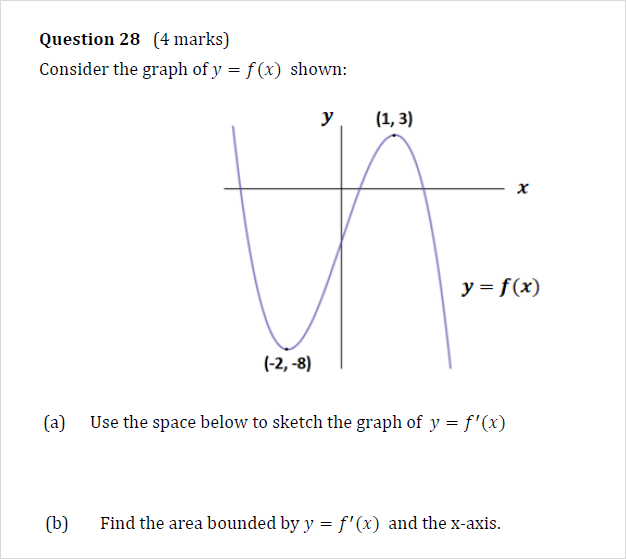 Question 28 (4 marks)
Consider the graph of y = f(x) shown:
y
(1, 3)
x
y = f(x)
(-2, -8)
(a) Use the space below to sketch the graph of y = f'(x)
(b) Find the area bounded by y = f'(x) and the x-axis.